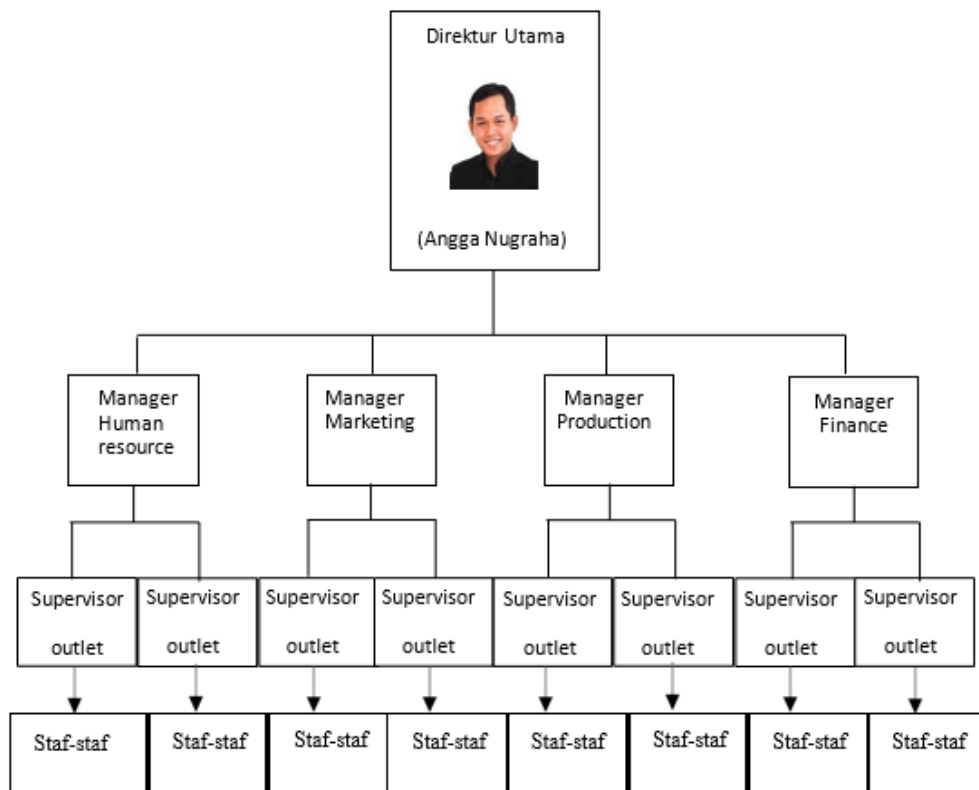 Direktur Utama
(Angga Nugraha)
Manager
Human
resource
Manager
Marketing
Manager
Production
Manager
Finance
Supervisor
outlet
Supervisor
outlet
Supervisor
outlet
Supervisor
outlet
Supervisor
outlet
Supervisor
outlet
Supervisor
outlet
Supervisor
outlet
Staf-staf
Staf-staf
Staf-staf
Staf-staf
Staf-staf
Staf-staf
Staf-staf
Staf-staf